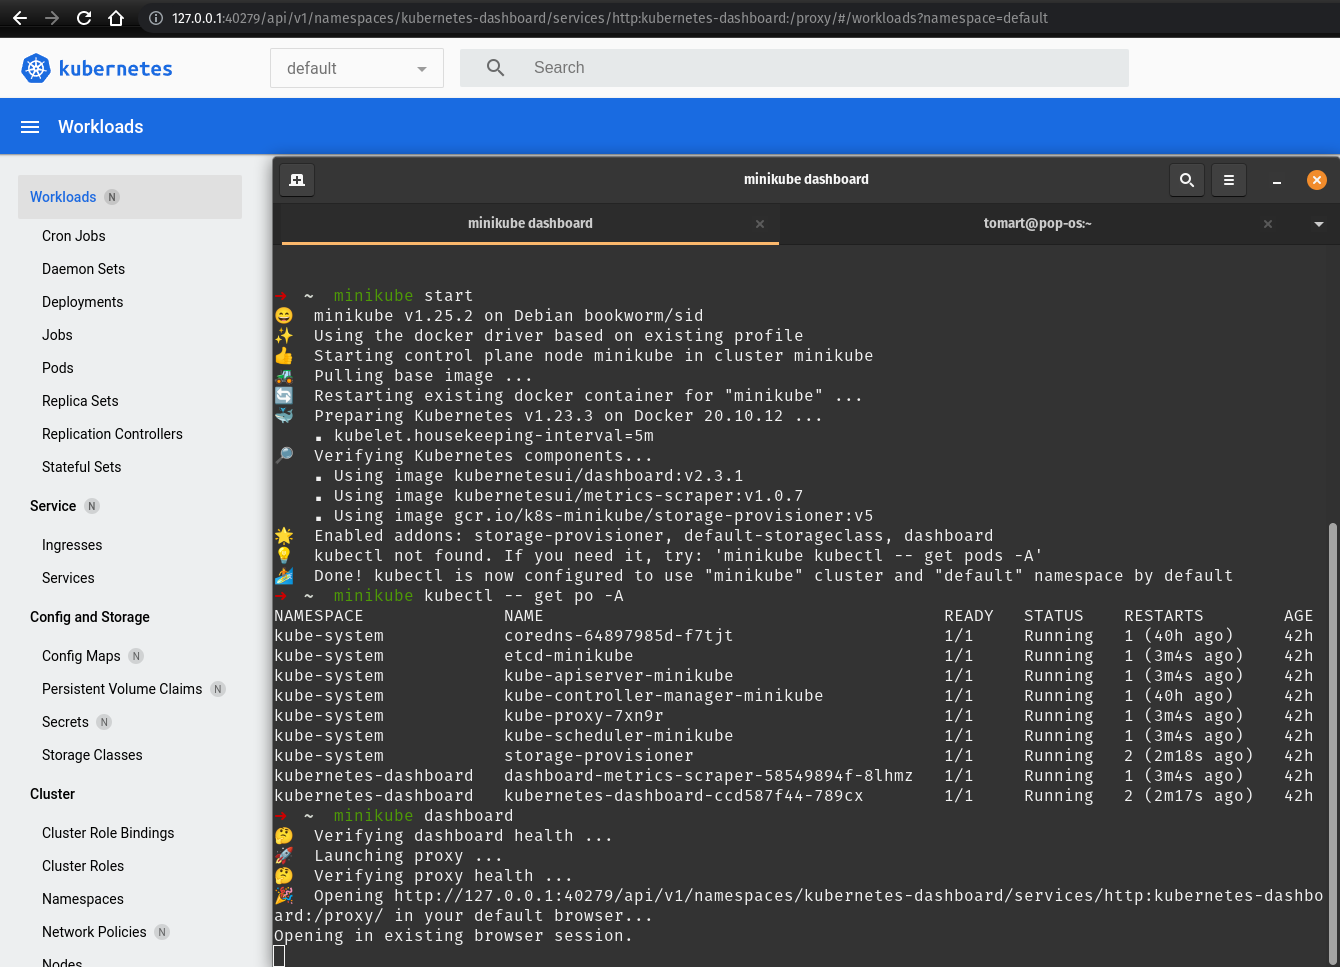 127.0.0.1:40279/api/v1/namespaces/kubernetes-dashboard/services/http:kubernetes-dashboard:/proxy/#/workloads?namespace=default
kubernetes
default
Search
Workloads
Workloads N
Cron Jobs
Daemon Sets
Deployments
Jobs
Pods
Replica Sets
Replication Controllers
Stateful Sets
Service N
Ingresses
Services
Config and Storage
Config Maps N
Persistent Volume Claims N
Secrets N
Storage Classes
Cluster
Cluster Role Bindings
Cluster Roles
Namespaces
Network Policies N
Nodes
minikube dashboard
minikube dashboard
tomart@pop-os:~
➜ ~ minikube start
😄 minikube v1.25.2 on Debian bookworm/sid
✨ Using the docker driver based on existing profile
👍 Starting control plane node minikube in cluster minikube
🚜 Pulling base image ...
🔄 Restarting existing docker container for "minikube" ...
🐳 Preparing Kubernetes v1.23.3 on Docker 20.10.12 ...
▪ kubelet.housekeeping-interval=5m
🔎 Verifying Kubernetes components...
▪ Using image kubernetesui/dashboard:v2.3.1
▪ Using image kubernetesui/metrics-scraper:v1.0.7
▪ Using image gcr.io/k8s-minikube/storage-provisioner:v5
🌟 Enabled addons: storage-provisioner, default-storageclass, dashboard
💡 kubectl not found. If you need it, try: 'minikube kubectl -- get pods -A'
🏄 Done! kubectl is now configured to use "minikube" cluster and "default" namespace by default
➜ ~ minikube kubectl -- get po -A
NAMESPACE NAME READY STATUS RESTARTS AGE
kube-system coredns-64897985d-f7tjt 1/1 Running 1 (40h ago) 42h
kube-system etcd-minikube 1/1 Running 1 (3m4s ago) 42h
kube-system kube-apiserver-minikube 1/1 Running 1 (3m4s ago) 42h
kube-system kube-controller-manager-minikube 1/1 Running 1 (40h ago) 42h
kube-system kube-proxy-7xn9r 1/1 Running 1 (3m4s ago) 42h
kube-system kube-scheduler-minikube 1/1 Running 1 (3m4s ago) 42h
kube-system storage-provisioner 1/1 Running 2 (2m18s ago) 42h
kubernetes-dashboard dashboard-metrics-scraper-58549894f-8lhmz 1/1 Running 1 (3m4s ago) 42h
kubernetes-dashboard kubernetes-dashboard-ccd587f44-789cx 1/1 Running 2 (2m17s ago) 42h
➜ ~ minikube dashboard
🤔 Verifying dashboard health ...
🚀 Launching proxy ...
🤔 Verifying proxy health ...
🎉 Opening http://127.0.0.1:40279/api/v1/namespaces/kubernetes-dashboard/services/http:kubernetes-dashbo
ard:/proxy/ in your default browser...
Opening in existing browser session.